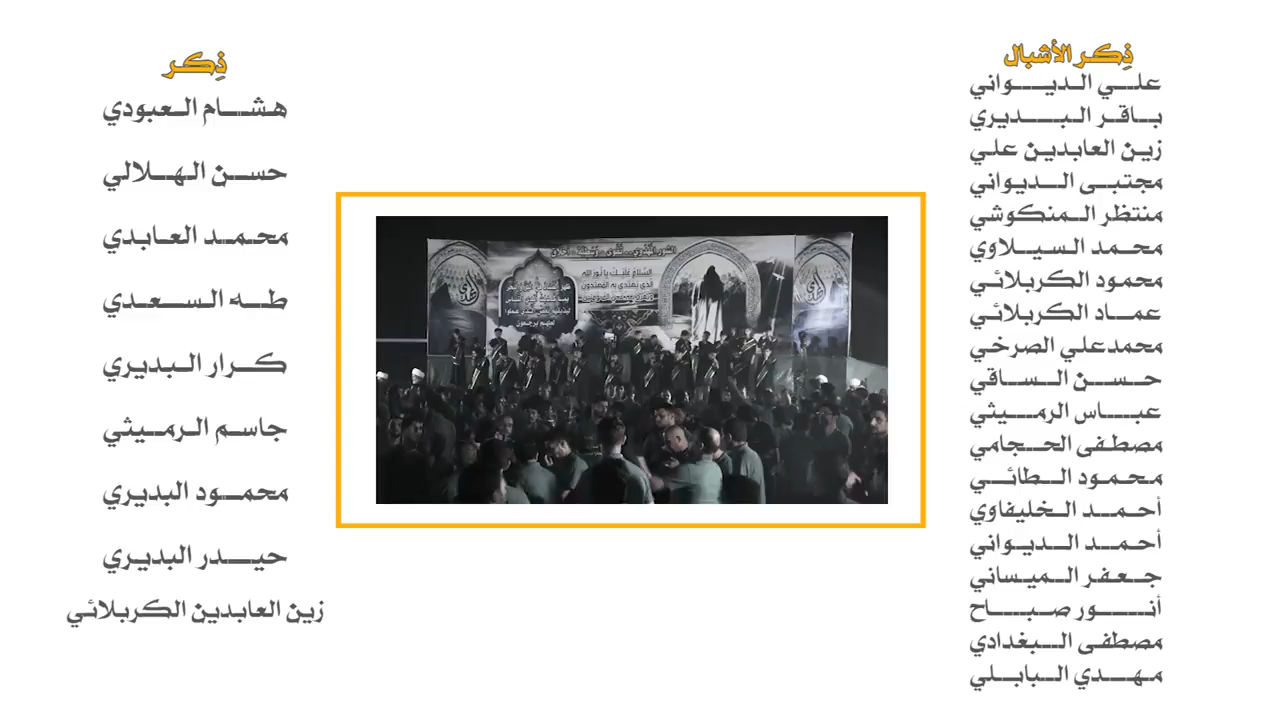 ذِكر الأشبال
علي الديواني
باقر البديري
زين العابدين علي
مجتبى الديواني
منتظر المنكوشي
محمد السيلاوي
محمود الكربلائي
عماد الكربلائي
محمدعلي الصرخي
حسن الساقي
عباس الرميثي
مصطفى الحجامي
محمود الطائي
أحمد الخليفاوي
أحمد الديواني
جعفر الميساني
أنور صباح
مصطفى البغدادي
مهدي البابلي
ذِكر
هشام العبودي
حسن الهلالي
محمد العابدي
طه السعدي
كرار البديري
جاسم الرميثي
محمود البديري
حيدر البديري
زين العابدين الكربلائي
السلام عليك يا نور الله
الذي يهتدي به المهتدون